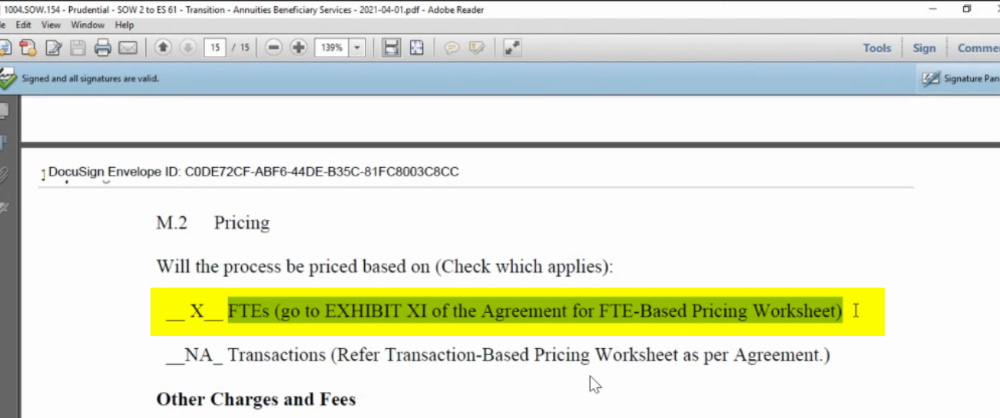 1004.SOW.154 - Prudential - SOW 2 to ES 61 - Transition - Annuities Beneficiary Services - 2021-04-01.pdf - Adobe Reader
Edit View Window Help
15 / 15 139% Tools Sign
Signed and all signatures are valid. Signature
DocuSign Envelope ID: C0DE72CF-ABF6-44DE-B35C-81FC8003C8CC
M.2 Pricing
Will the process be priced based on (Check which applies):
__ X__ FTEs (go to EXHIBIT XI of the Agreement for FTE-Based Pricing Worksheet)
__NA_ Transactions (Refer Transaction-Based Pricing Worksheet as per Agreement.)
Other Charges and Fees